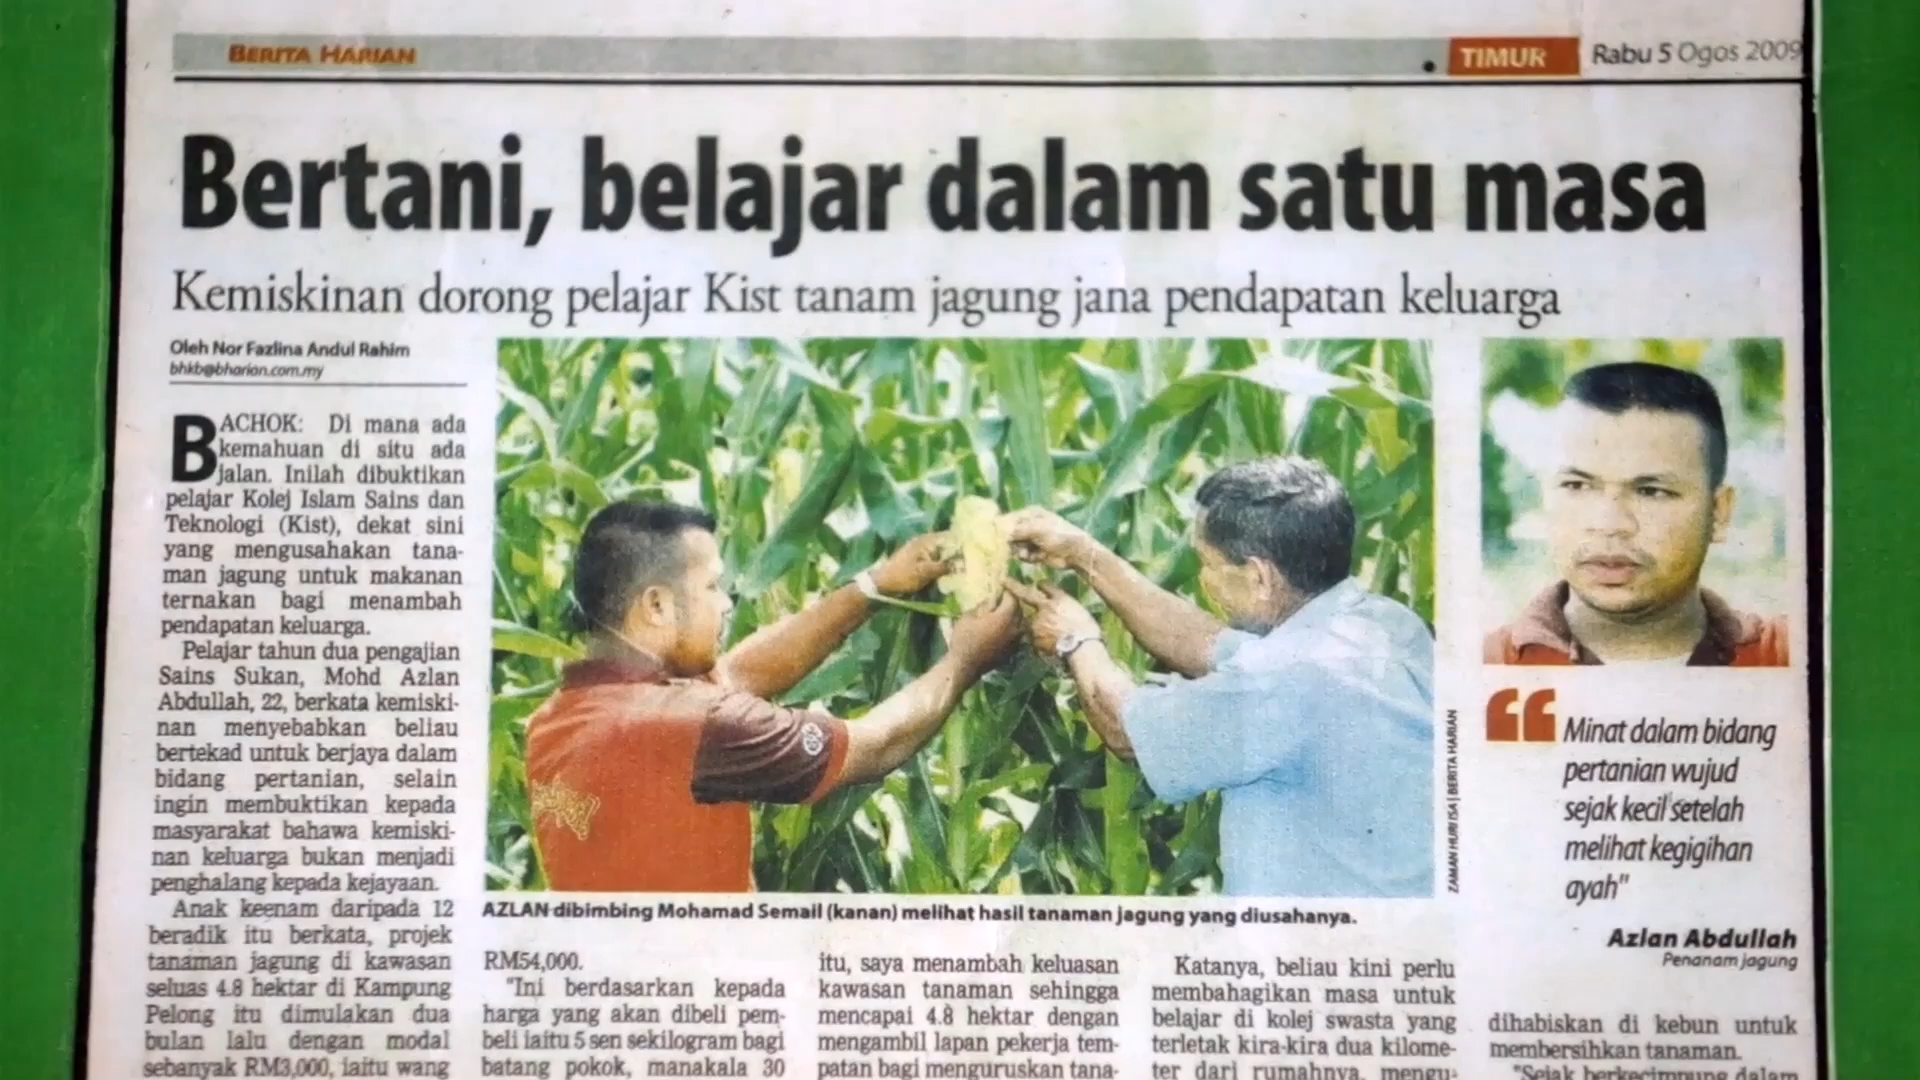 BERITA HARIAN
TIMUR Rabu 5 Ogos 2009
Bertani, belajar dalam satu masa
Kemiskinan dorong pelajar Kist tanam jagung jana pendapatan keluarga
Oleh Nor Fazlina Andul Rahim
bhkb@bharian.com.my
BACHOK: Di mana ada
kemahuan di situ ada
jalan. Inilah dibuktikan
pelajar Kolej Islam Sains dan
Teknologi (Kist), dekat sini
yang mengusahakan tana-
man jagung untuk makanan
ternakan bagi menambah
pendapatan keluarga.
Pelajar tahun dua pengajian
Sains Sukan, Mohd Azlan
Abdullah, 22, berkata kemiski-
nan menyebabkan beliau
bertekad untuk berjaya dalam
bidang pertanian, selain
ingin membuktikan kepada
masyarakat bahawa kemiski-
nan keluarga bukan menjadi
penghalang kepada kejayaan.
Anak keenam daripada 12
beradik itu berkata, projek
tanaman jagung di kawasan
seluas 4.8 hektar di Kampung
Pelong itu dimulakan dua
bulan lalu dengan modal
sebanyak RM3,000, iaitu wang
ZAMAN HURI ISA | BERITA HARIAN
AZLAN dibimbing Mohamad Semail (kanan) melihat hasil tanaman jagung yang diusahanya.
RM54,000.
"Ini berdasarkan kepada
harga yang akan dibeli pem-
beli iaitu 5 sen sekilogram bagi
batang pokok, manakala 30
itu, saya menambah keluasan
kawasan tanaman sehingga
mencapai 4.8 hektar dengan
mengambil lapan pekerja tem-
patan bagi menguruskan tana-
Katanya, beliau kini perlu
membahagikan masa untuk
belajar di kolej swasta yang
terletak kira-kira dua kilome-
ter dari rumahnya, mengu-
“Minat dalam bidang
pertanian wujud
sejak kecil setelah
melihat kegigihan
ayah"
Azlan Abdullah
Penanam jagung
dihabiskan di kebun untuk
membersihkan tanaman.
"Sejak berkecimpung dalam